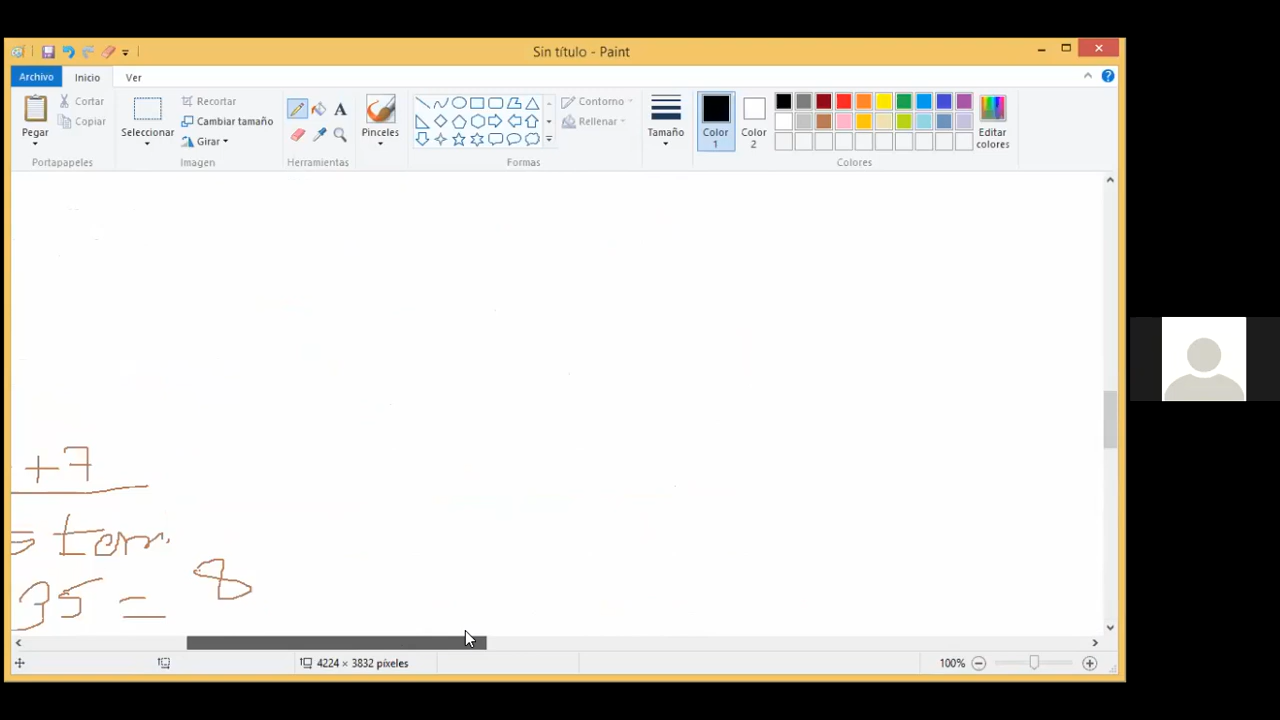 Sin título - Paint
Archivo Inicio Ver
Pegar
Cortar
Copiar
Portapapeles
Seleccionar
Recortar
Cambiar tamaño
Girar
Imagen
A
Herramientas
Pinceles
Contorno
Rellenar
Formas
Tamaño
Color 1
Color 2
Editar colores
Colores
+7
35 = 8
4224 × 3832 píxeles
100%